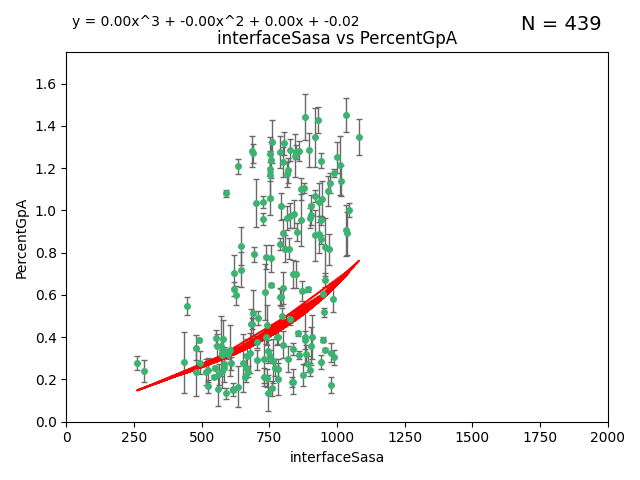 y = 0.00x^3 + -0.00x^2 + 0.00x + -0.02
N = 439
interfaceSasa vs PercentGpA
PercentGpA
1.6
1.4
1.2
1.0
0.8
0.6
0.4
0.2
0.0
0 250 500 750 1000 1250 1500 1750 2000
interfaceSasa